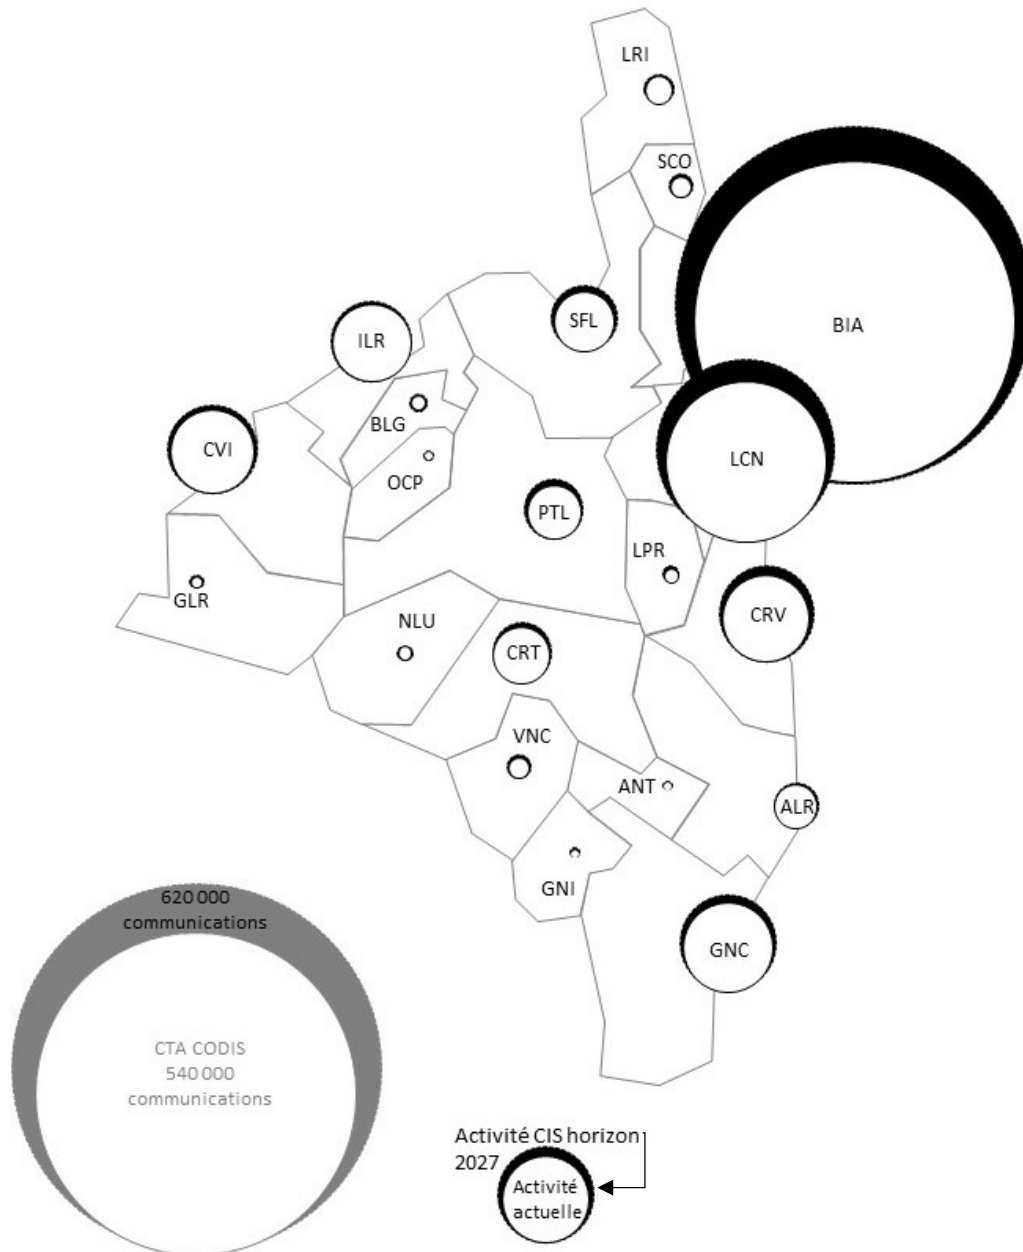 LRI
SCO
BIA
SFL
ILR
BLG
CVI
LCN
OCP
PTL
LPR
GLR
NLU
CRT
CRV
VNC
ANT
ALR
GNI
GNC
620 000
communications
CTA CODIS
540 000
communications
Activité CIS horizon
2027
Activité
actuelle